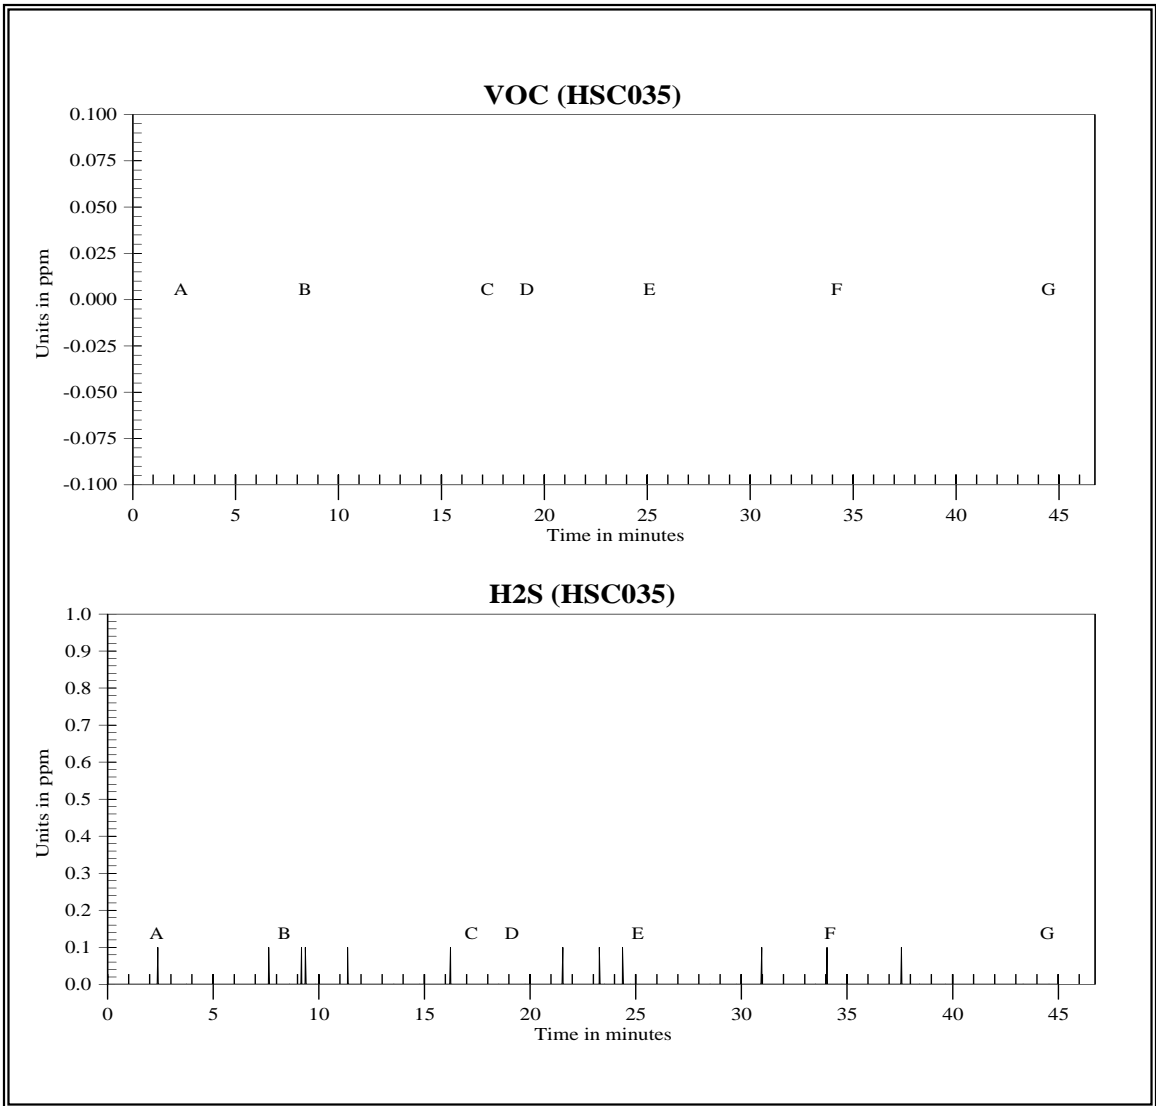 VOC (HSC035)
0.100
0.075
0.050
0.025
0.000
-0.025
-0.050
-0.075
-0.100
Units in ppm
A B C D E F G
0 5 10 15 20 25 30 35 40 45
Time in minutes
H2S (HSC035)
1.0
0.9
0.8
0.7
0.6
0.5
0.4
0.3
0.2
0.1
0.0
Units in ppm
A B C D E F G
0 5 10 15 20 25 30 35 40 45
Time in minutes